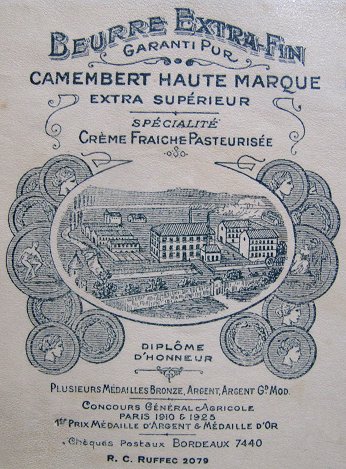 BEURRE EXTRA-FIN
GARANTI PUR
CAMEMBERT HAUTE MARQUE
EXTRA SUPÉRIEUR
SPÉCIALITÉ
CRÈME FRAICHE PASTEURISÉE
DIPLÔME
D'HONNEUR
PLUSIEURS MÉDAILLES BRONZE, ARGENT, ARGENT GD MOD.
CONCOURS GÉNÉRAL AGRICOLE
PARIS 1910 & 1925
1ER PRIX MÉDAILLE D'ARGENT & MÉDAILLE D'OR
Chèques Postaux BORDEAUX 7440
R. C. RUFFEC 2079